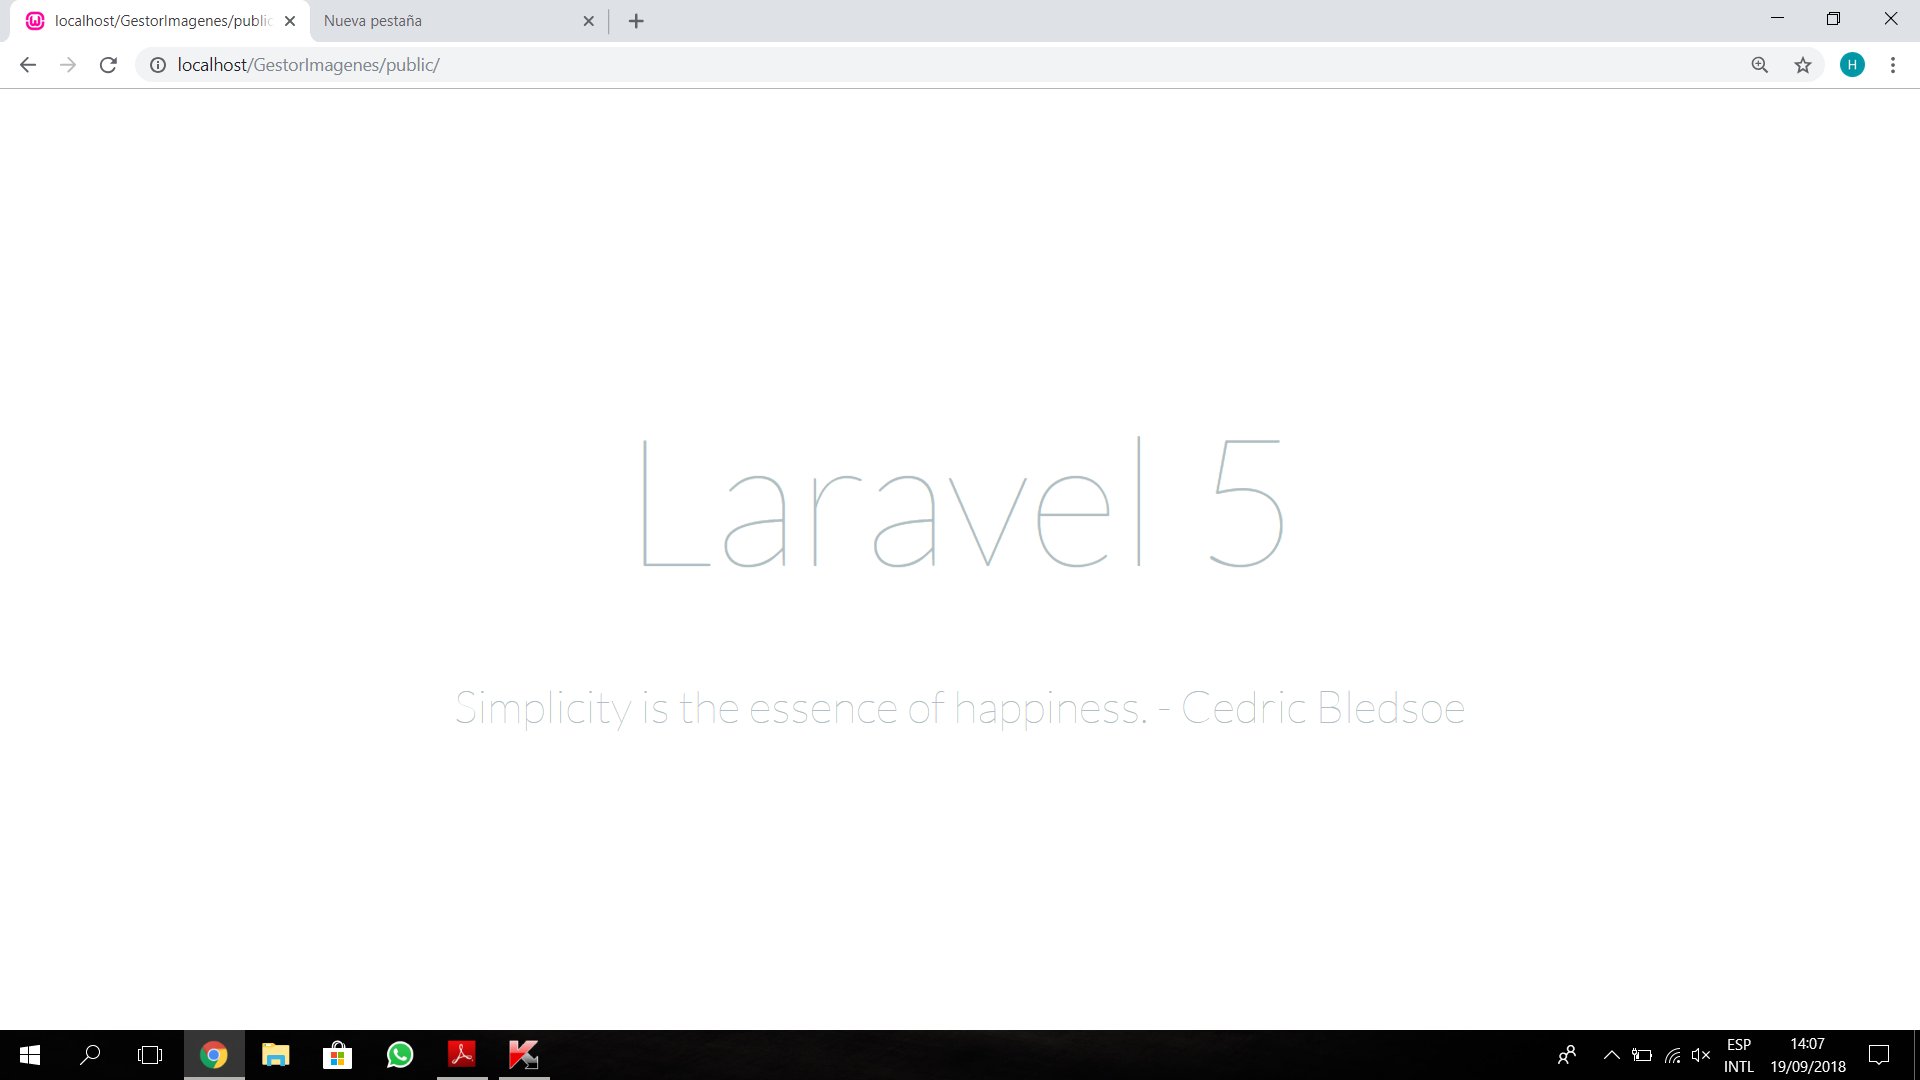 localhost/GestorImagenes/public
Nueva pestaña
localhost/GestorImagenes/public/
H
Laravel 5
Simplicity is the essence of happiness. - Cedric Bledsoe
ESP
INTL
14:07
19/09/2018